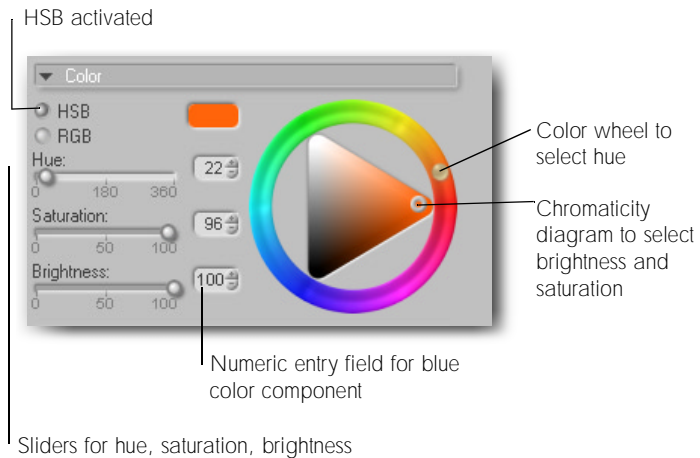 HSB activated
Color
HSB
RGB
Hue:
22
0 180 360
Saturation:
96
0 50 100
Brightness:
100
0 50 100
Color wheel to
select hue
Chromaticity
diagram to select
brightness and
saturation
Numeric entry field for blue
color component
Sliders for hue, saturation, brightness